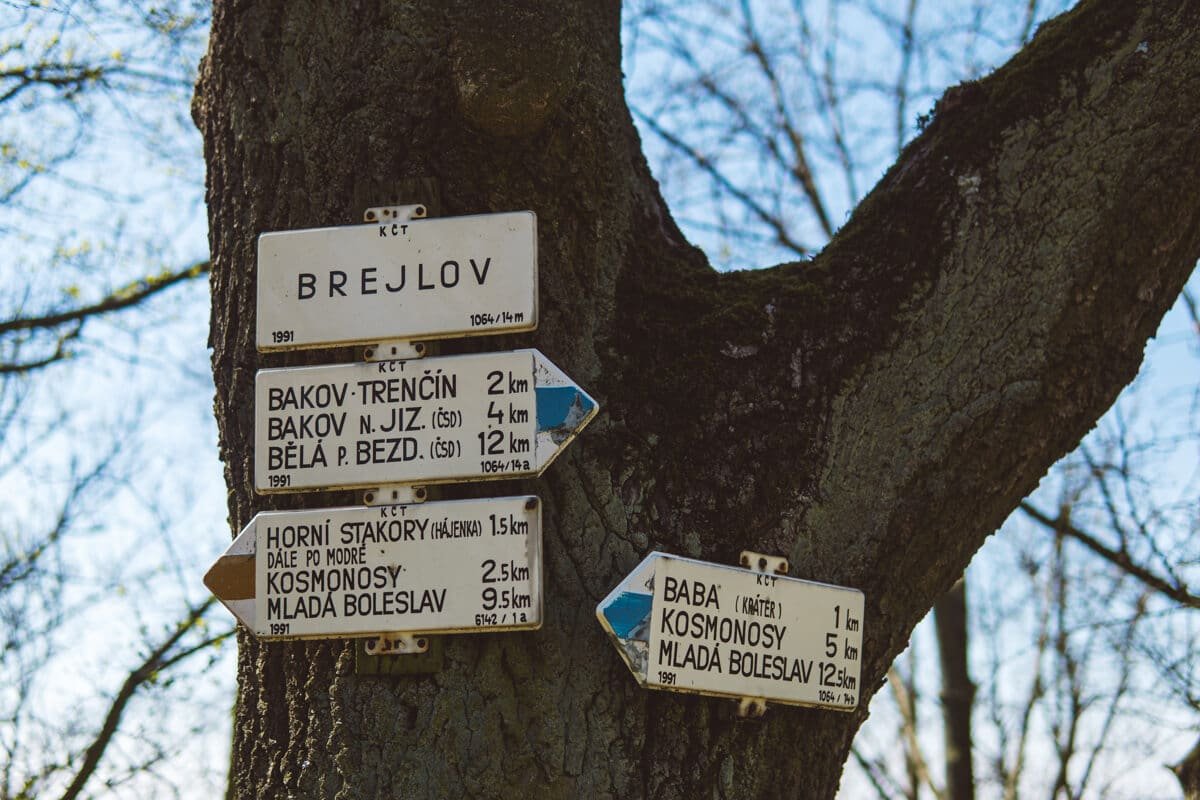 KČT
BREJLOV
1991 1064/14m
KČT
BAKOV-TRENČÍN 2 km
BAKOV N. JIZ. (ČSD) 4 km
BĚLÁ P. BEZD. (ČSD) 12 km
1991 1064/14a
KČT
HORNÍ STAKORY (HÁJENKA) 1.5 km
DÁLE PO MODRÉ
KOSMONOSY 2.5 km
MLADÁ BOLESLAV 9.5 km
1991 6142/1a
KČT
BABA (KRÁTER) 1 km
KOSMONOSY 5 km
MLADÁ BOLESLAV 12.5 km
1991 1064/14b